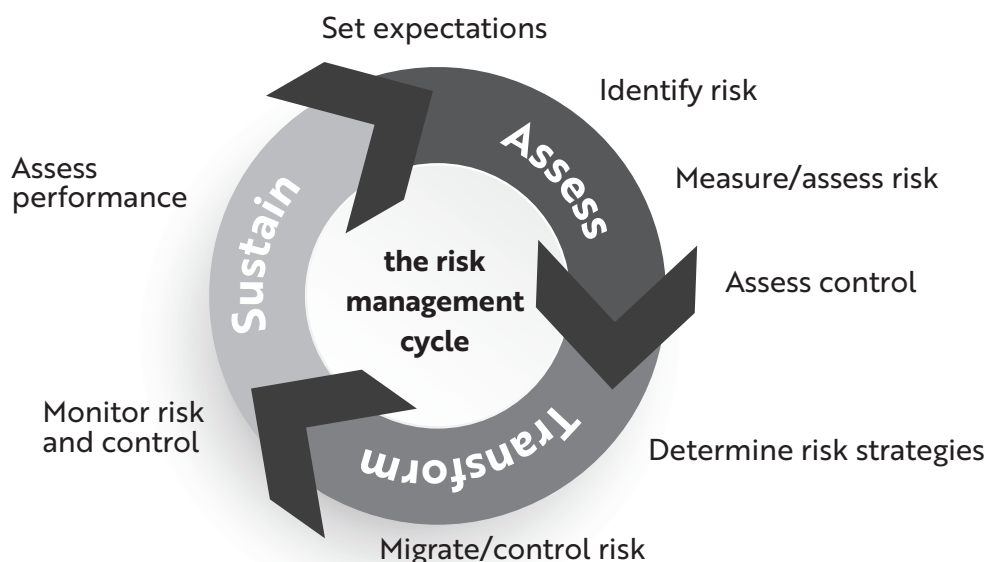 Set expectations
Identify risk
Measure/assess risk
Assess control
Determine risk strategies
Migrate/control risk
Monitor risk
and control
Assess
performance
Assess
Transform
Sustain
the risk
management
cycle